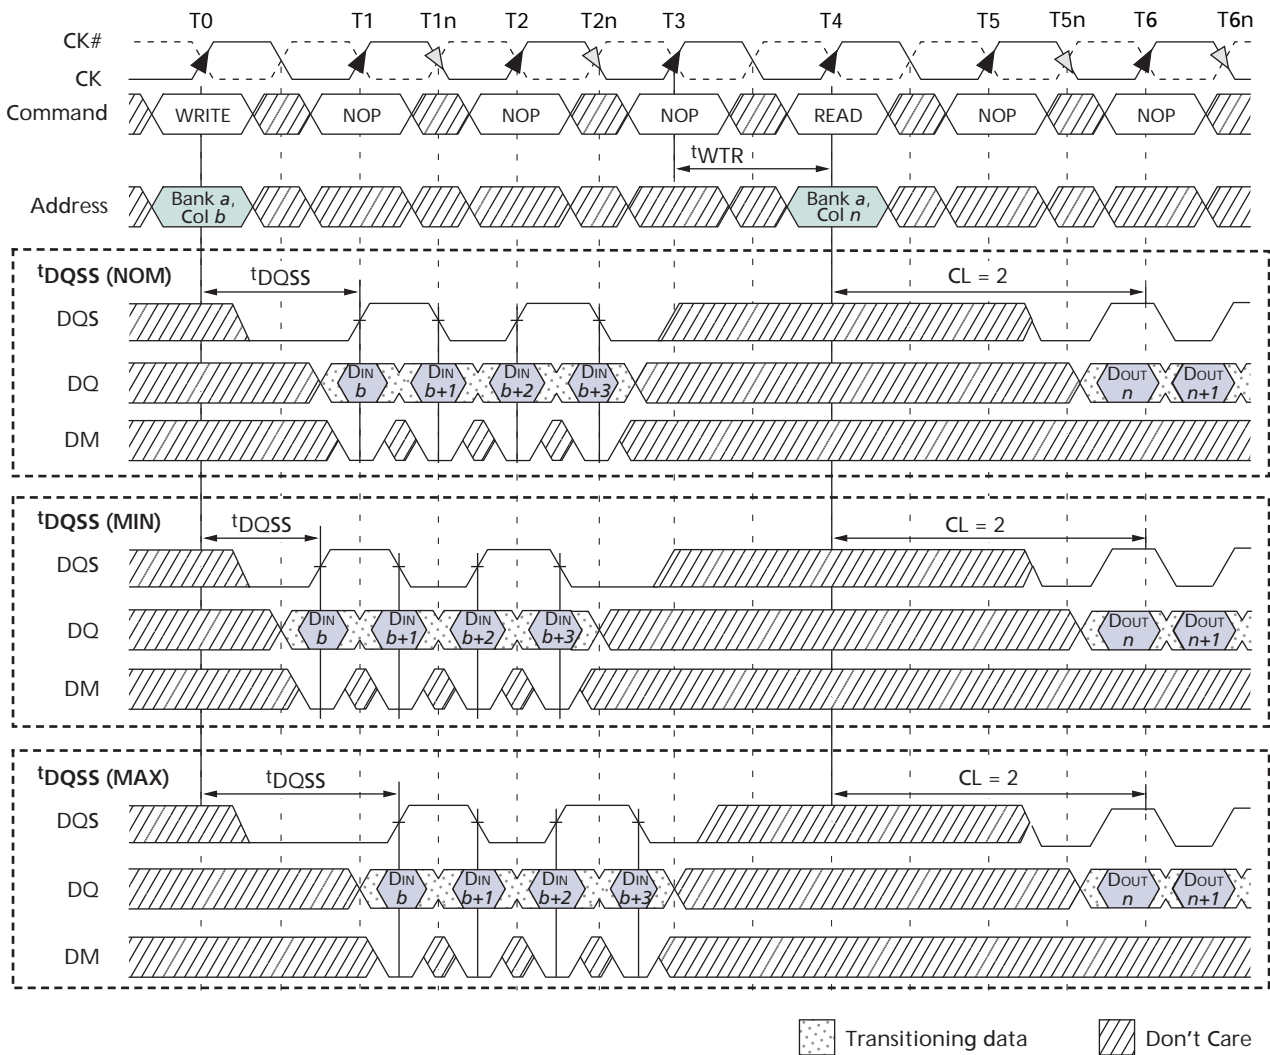 T0 T1 T1n T2 T2n T3 T4 T5 T5n T6 T6n
CK#
CK
Command WRITE NOP NOP NOP READ NOP NOP
tWTR
Address Bank a, Col b Bank a, Col n
tDQSS (NOM) tDQSS CL = 2
DQS
DQ DIN b DIN b+1 DIN b+2 DIN b+3 DOUT n DOUT n+1
DM
tDQSS (MIN) tDQSS CL = 2
DQS
DQ DIN b DIN b+1 DIN b+2 DIN b+3 DOUT n DOUT n+1
DM
tDQSS (MAX) tDQSS CL = 2
DQS
DQ DIN b DIN b+1 DIN b+2 DIN b+3 DOUT n DOUT n+1
DM
Transitioning data Don't Care